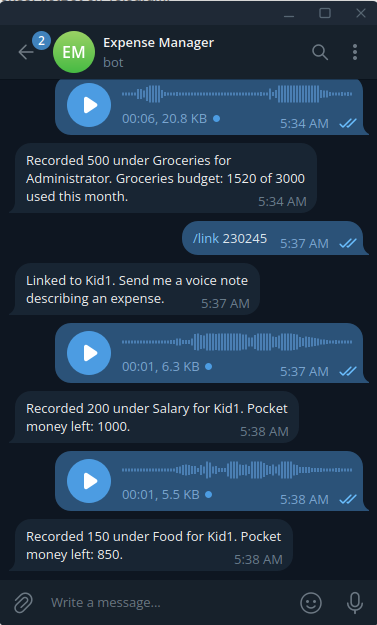 2
EM
Expense Manager
bot
00:06, 20.8 KB
5:34 AM
Recorded 500 under Groceries for
Administrator. Groceries budget: 1520 of 3000
used this month.
5:34 AM
/link 230245
5:37 AM
Linked to Kid1. Send me a voice note
describing an expense.
5:37 AM
00:01, 6.3 KB
5:37 AM
Recorded 200 under Salary for Kid1. Pocket
money left: 1000.
5:38 AM
00:01, 5.5 KB
5:38 AM
Recorded 150 under Food for Kid1. Pocket
money left: 850.
5:38 AM
Write a message...